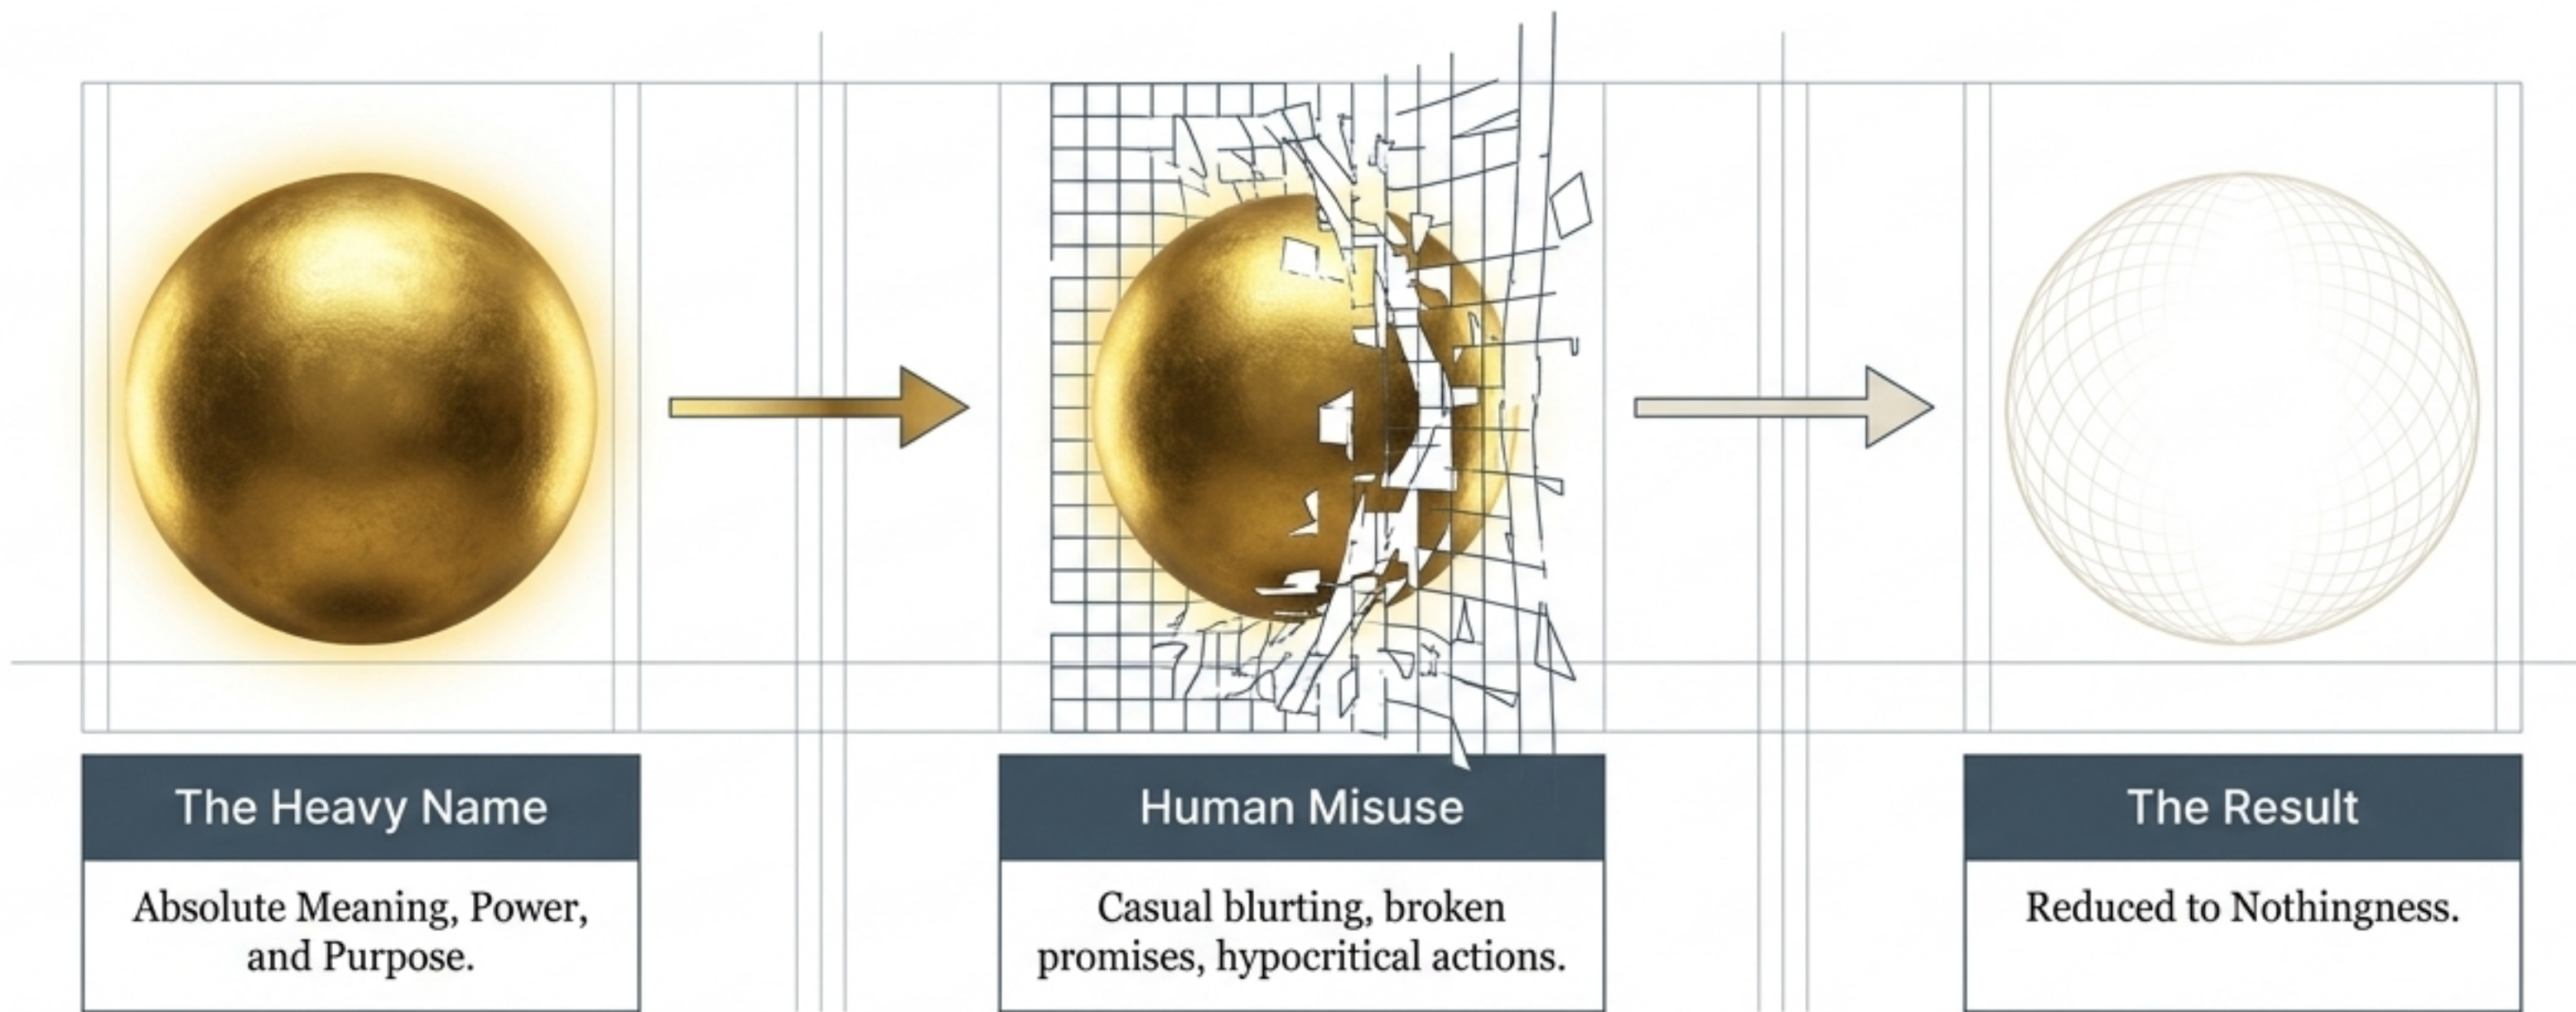 The Heavy Name
Absolute Meaning, Power,
and Purpose.
Human Misuse
Casual blurting, broken
promises, hypocritical actions.
The Result
Reduced to Nothingness.